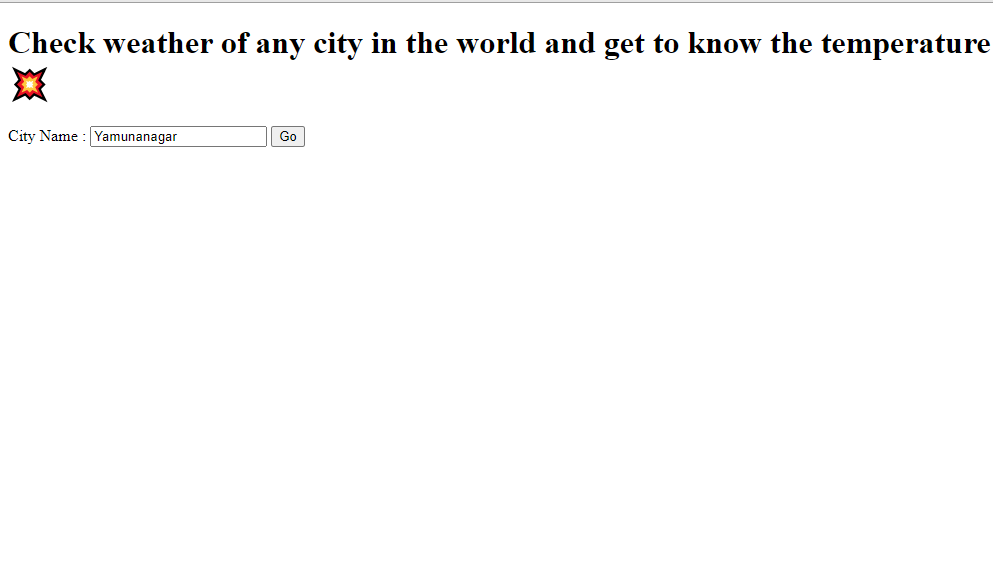 Check weather of any city in the world and get to know the temperature
💥
City Name : Yamunanagar Go